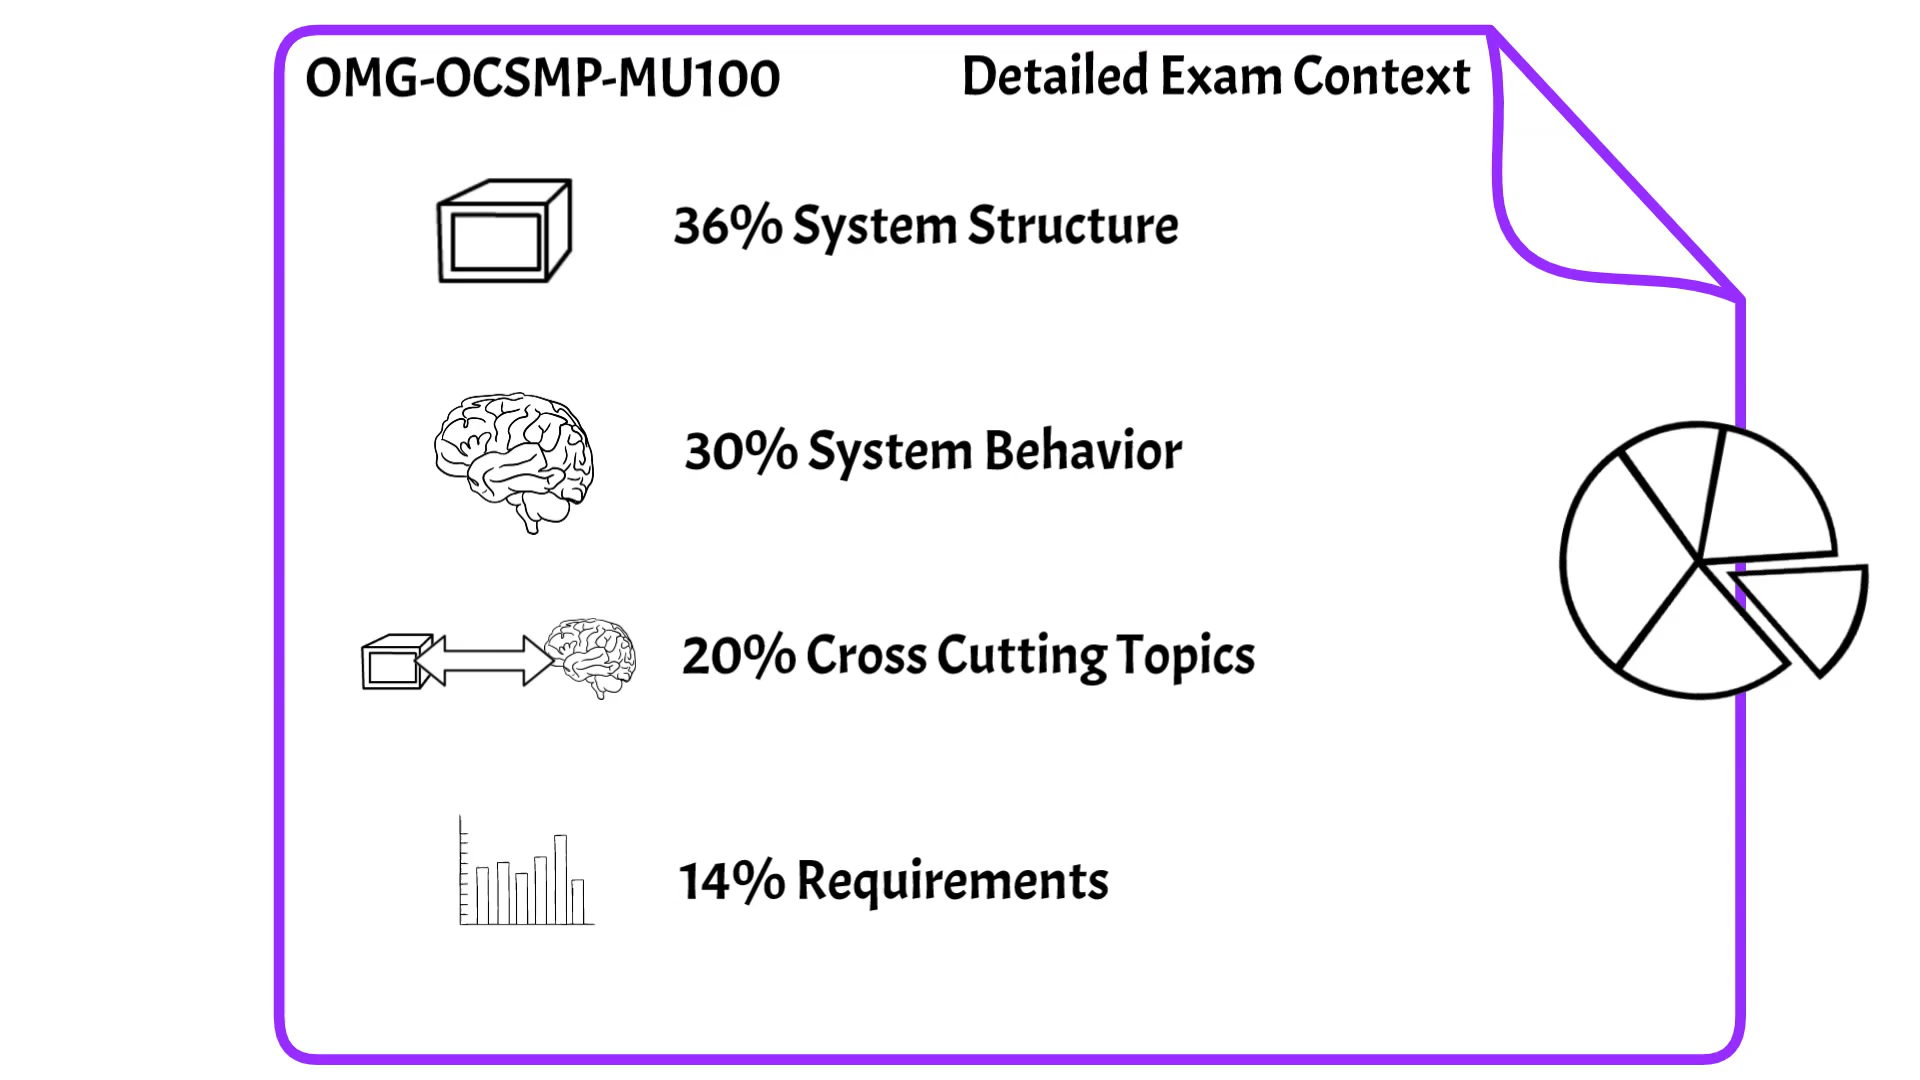 OMG-OCSMP-MU100
Detailed Exam Context
36% System Structure
30% System Behavior
20% Cross Cutting Topics
14% Requirements